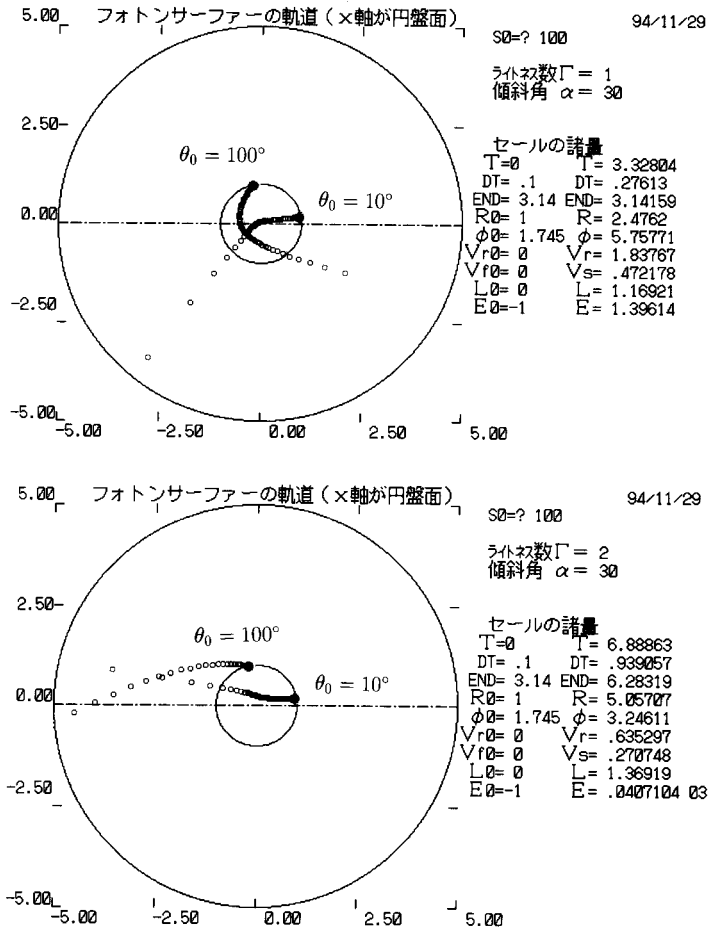 フォトンサーファーの軌道(×軸が円盤面)
94/11/29
S0=? 100
ライトネス数Γ= 1
傾斜角 α= 30
セールの諸量
T=0 T= 3.32804
DT= .1 DT= .27613
END= 3.14 END= 3.14159
R0= 1 R= 2.4762
φ0= 1.745 φ= 5.75771
Vr0= 0 Vr= 1.83767
Vf0= 0 Vs= .472178
L0= 0 L= 1.16921
E0=-1 E= 1.39614
5.00
2.50
0.00
-2.50
-5.00
-5.00 -2.50 0.00 2.50 5.00
θ0 = 100°
θ0 = 10°
フォトンサーファーの軌道(×軸が円盤面)
94/11/29
S0=? 100
ライトネス数Γ= 2
傾斜角 α= 30
セールの諸量
T=0 T= 6.88863
DT= .1 DT= .939057
END= 3.14 END= 6.28319
R0= 1 R= 5.05707
φ0= 1.745 φ= 3.24611
Vr0= 0 Vr= .635297
Vf0= 0 Vs= .270748
L0= 0 L= 1.36919
E0=-1 E= .0407104 03
5.00
2.50
0.00
-2.50
-5.00
-5.00 -2.50 0.00 2.50 5.00
θ0 = 100°
θ0 = 10°